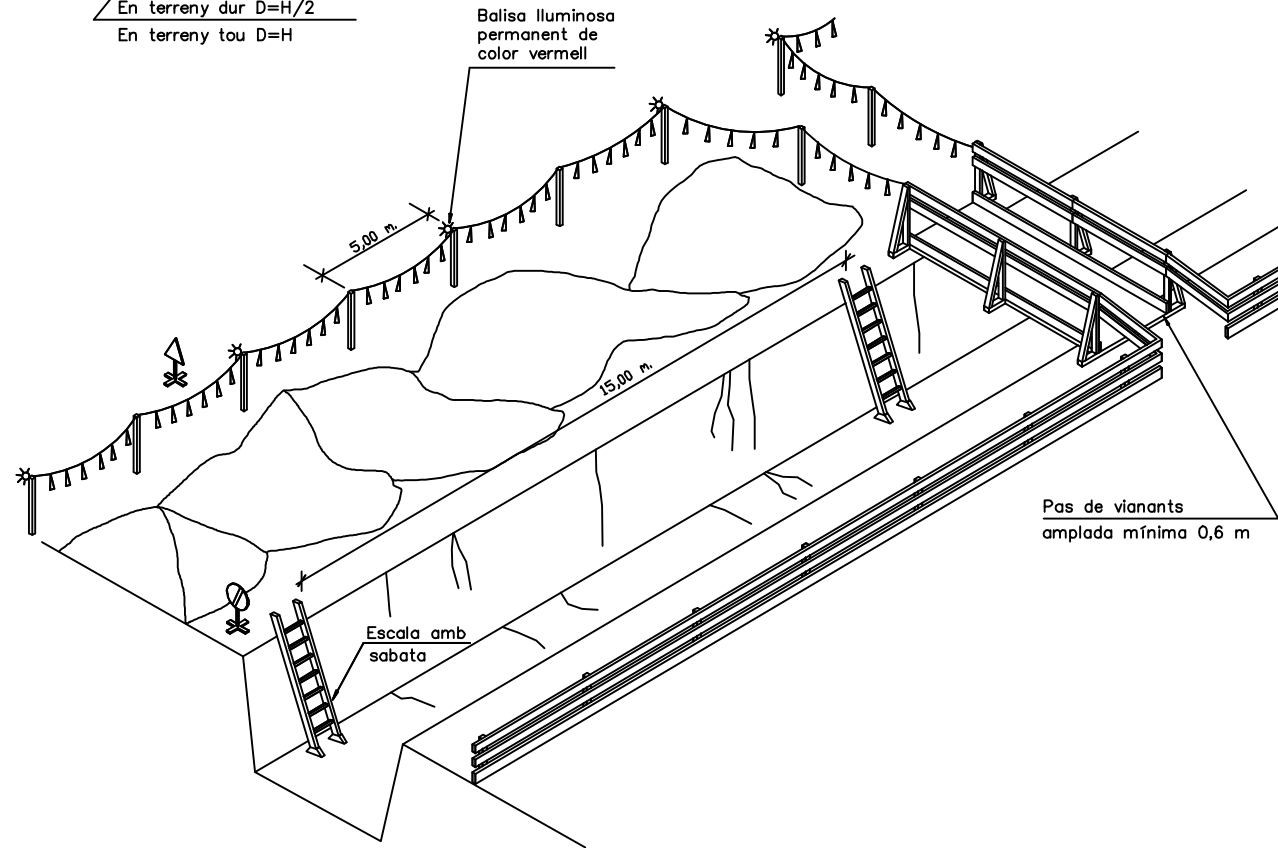 En terreny dur D=H/2
En terreny tou D=H
Balisa lluminosa
permanent de
color vermell
5,00 m.
15,00 m.
Pas de vianants
amplada mínima 0,6 m
Escala amb
sabata